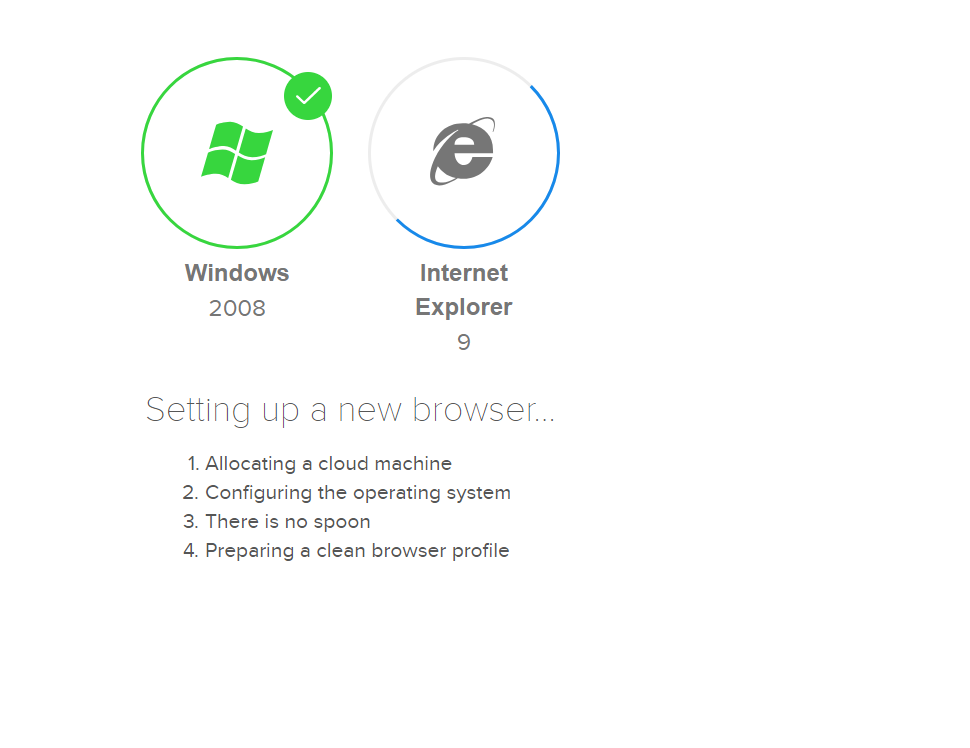 Windows
2008
Internet
Explorer
9
Setting up a new browser...
1. Allocating a cloud machine
2. Configuring the operating system
3. There is no spoon
4. Preparing a clean browser profile